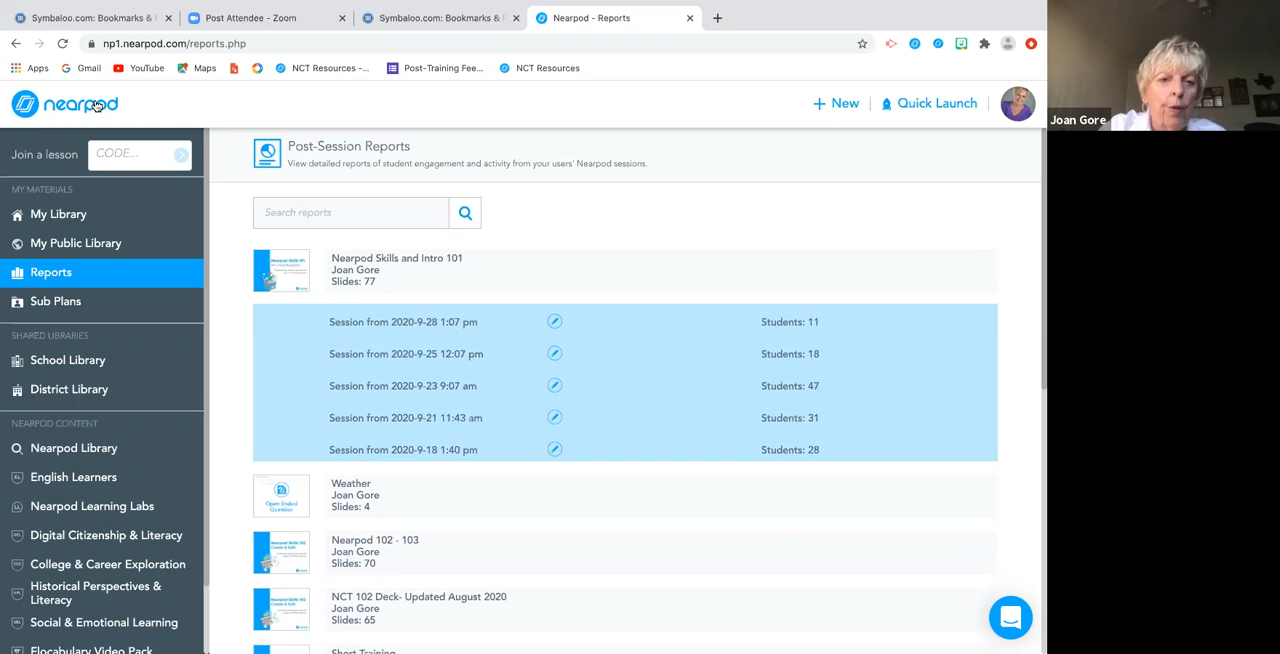 Symbaloo.com: Bookmarks & F
Post Attendee - Zoom
Symbaloo.com: Bookmarks & F
Nearpod - Reports
np1.nearpod.com/reports.php
Apps
Gmail
YouTube
Maps
NCT Resources -...
Post-Training Fee...
NCT Resources
nearpod
New
Quick Launch
Joan Gore
Join a lesson
CODE...
MY MATERIALS
My Library
My Public Library
Reports
Sub Plans
SHARED LIBRARIES
School Library
District Library
NEARPOD CONTENT
Nearpod Library
English Learners
Nearpod Learning Labs
Digital Citizenship & Literacy
College & Career Exploration
Historical Perspectives &
Literacy
Social & Emotional Learning
Flocabulary Video Pack
Post-Session Reports
View detailed reports of student engagement and activity from your users' Nearpod sessions.
Search reports
Nearpod Skills and Intro 101
Joan Gore
Slides: 77
Session from 2020-9-28 1:07 pm
Students: 11
Session from 2020-9-25 12:07 pm
Students: 18
Session from 2020-9-23 9:07 am
Students: 47
Session from 2020-9-21 11:43 am
Students: 31
Session from 2020-9-18 1:40 pm
Students: 28
Open Ended
Question
Weather
Joan Gore
Slides: 4
Nearpod 102 - 103
Joan Gore
Slides: 70
NCT 102 Deck- Updated August 2020
Joan Gore
Slides: 65
Short Training